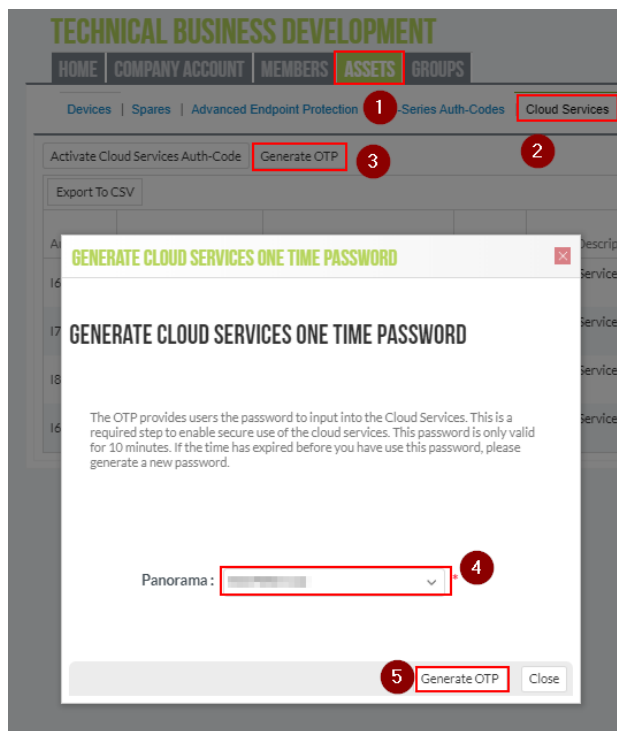 TECHNICAL BUSINESS DEVELOPMENT
HOME COMPANY ACCOUNT MEMBERS ASSETS GROUPS
Devices | Spares | Advanced Endpoint Protection 1 -Series Auth-Codes Cloud Services
2
Activate Cloud Services Auth-Code Generate OTP 3
Export To CSV
Descrip
GENERATE CLOUD SERVICES ONE TIME PASSWORD
Service
I6
GENERATE CLOUD SERVICES ONE TIME PASSWORD
I7 Service
I8 Service
I6 Service
The OTP provides users the password to input into the Cloud Services. This is a
required step to enable secure use of the cloud services. This password is only valid
for 10 minutes. If the time has expired before you have use this password, please
generate a new password.
Panorama : * 4
5 Generate OTP Close